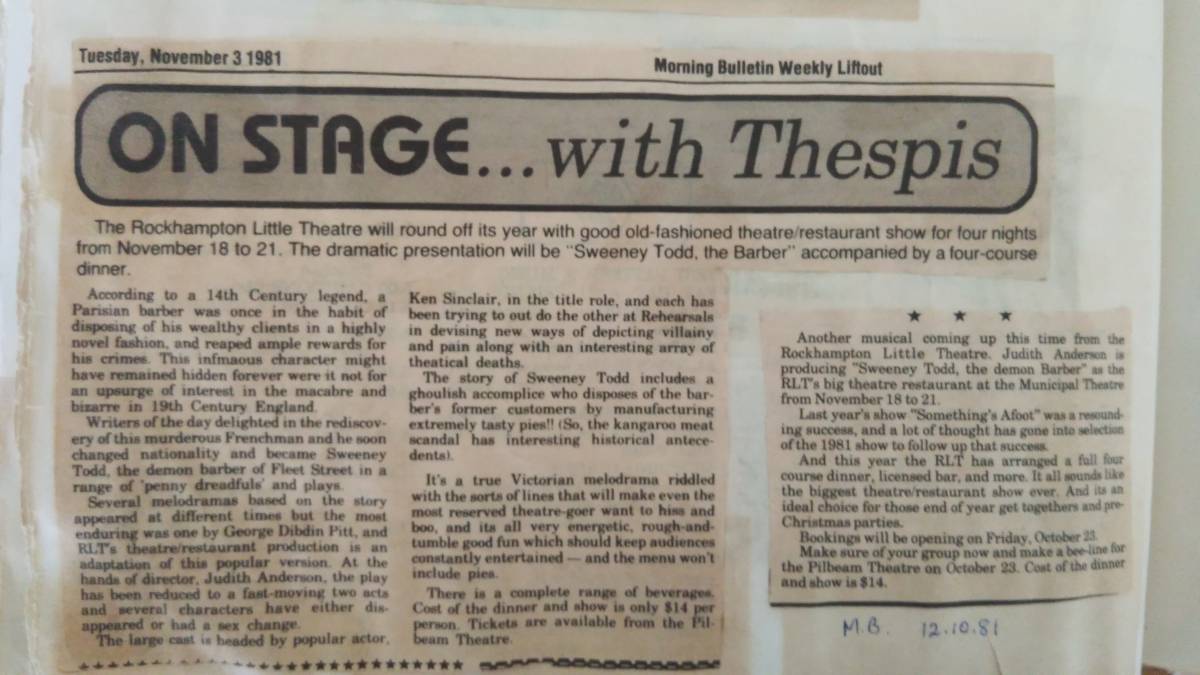 Tuesday, November 3 1981
Morning Bulletin Weekly Liftout
ON STAGE... with Thespis
The Rockhampton Little Theatre will round off its year with good old-fashioned theatre/restaurant show for four nights
from November 18 to 21. The dramatic presentation will be "Sweeney Todd, the Barber" accompanied by a four-course
dinner.
According to a 14th Century legend, a
Parisian barber was once in the habit of
disposing of his wealthy clients in a highly
novel fashion, and reaped ample rewards for
his crimes. This infmaous character might
have remained hidden forever were it not for
an upsurge of interest in the macabre and
bizarre in 19th Century England.
Writers of the day delighted in the rediscov-
ery of this murderous Frenchman and he soon
changed nationality and became Sweeney
Todd, the demon barber of Fleet Street in a
range of 'penny dreadfuls' and plays.
Several melodramas based on the story
appeared at different times but the most
enduring was one by George Dibdin Pitt, and
RLT's theatre/restaurant production is an
adaptation of this popular version. At the
hands of director, Judith Anderson, the play
has been reduced to a fast-moving two acts
and several characters have either dis-
appeared or had a sex change.
The large cast is headed by popular actor,
Ken Sinclair, in the title role, and each has
been trying to out do the other at Rehearsals
in devising new ways of depicting villainy
and pain along with an interesting array of
theatical deaths.
The story of Sweeney Todd includes a
ghoulish accomplice who disposes of the bar-
ber's former customers by manufacturing
extremely tasty pies!! (So, the kangaroo meat
scandal has interesting historical antece-
dents).
It's a true Victorian melodrama riddled
with the sorts of lines that will make even the
most reserved theatre-goer want to hiss and
boo, and its all very energetic, rough-and-
tumble good fun which should keep audiences
constantly entertained — and the menu won't
include pies.
There is a complete range of beverages.
Cost of the dinner and show is only $14 per
person. Tickets are available from the Pil-
beam Theatre.
Another musical coming up this time from the
Rockhampton Little Theatre. Judith Anderson is
producing "Sweeney Todd, the demon Barber" as the
RLT's big theatre restaurant at the Municipal Theatre
from November 18 to 21.
Last year's show "Something's Afoot" was a resound-
ing success, and a lot of thought has gone into selection
of the 1981 show to follow up that success.
And this year the RLT has arranged a full four
course dinner, licensed bar, and more. It all sounds like
the biggest theatre/restaurant show ever. And its an
ideal choice for those end of year get togethers and pre-
Christmas parties.
Bookings will be opening on Friday, October 23.
Make sure of your group now and make a bee-line for
the Pilbeam Theatre on October 23. Cost of the dinner
and show is $14.
M.B. 12.10.81